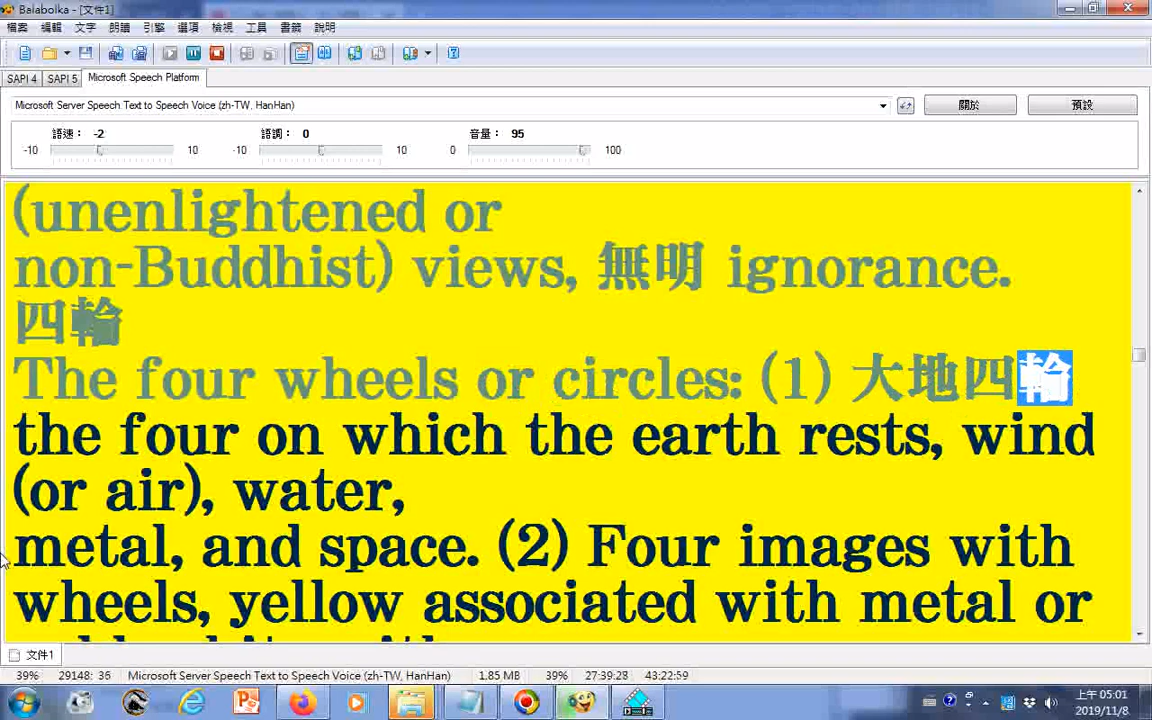 Balabolka - [文件1]
檔案 編輯 文字 朗讀 引擎 選項 檢視 工具 書籤 說明
SAPI 4 SAPI 5 Microsoft Speech Platform
Microsoft Server Speech Text to Speech Voice (zh-TW, HanHan) 關於 預設
語速： -2 語調： 0 音量： 95
-10 10 -10 10 0 100
(unenlightened or
non-Buddhist) views, 無明 ignorance.
四輪
The four wheels or circles: (1) 大地四輪
the four on which the earth rests, wind
(or air), water,
metal, and space. (2) Four images with
wheels, yellow associated with metal or
文件1
39% 29148: 36 Microsoft Server Speech Text to Speech Voice (zh-TW, HanHan) 1.85 MB 39% 27:39:28 43:22:59
上午 05:01
2019/11/8